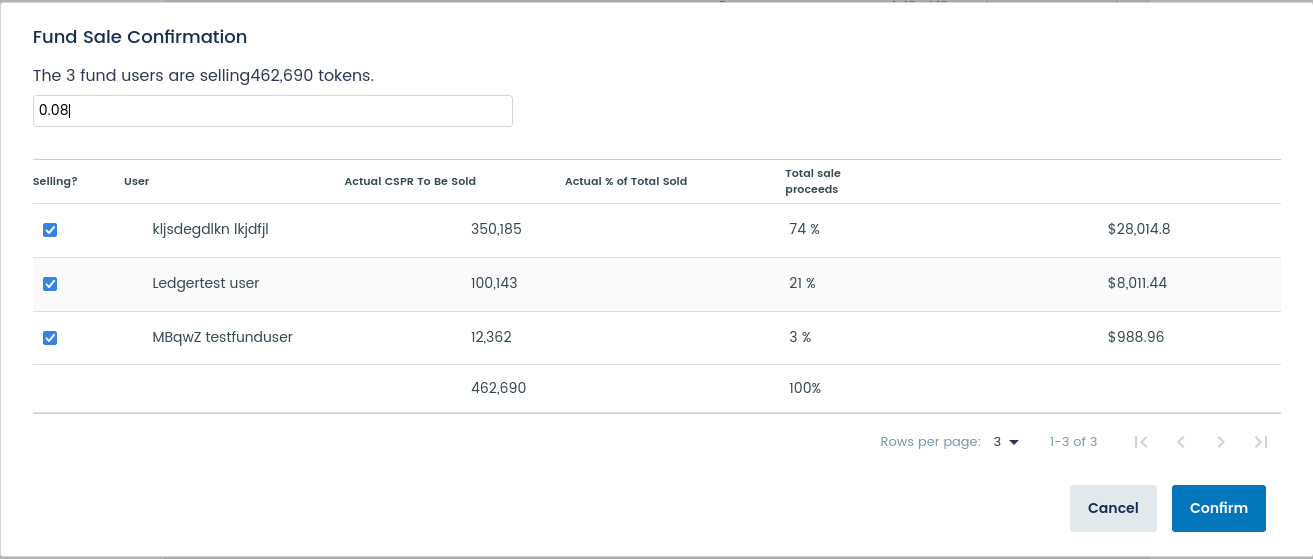 Fund Sale Confirmation
The 3 fund users are selling462,690 tokens.
0.08
Selling? User Actual CSPR To Be Sold Actual % of Total Sold Total sale proceeds
kljsdegdlkn lkjdfjl 350,185 74 % $28,014.8
Ledgertest user 100,143 21 % $8,011.44
MBqwZ testfunduser 12,362 3 % $988.96
462,690 100%
Rows per page: 3 1-3 of 3
Cancel Confirm